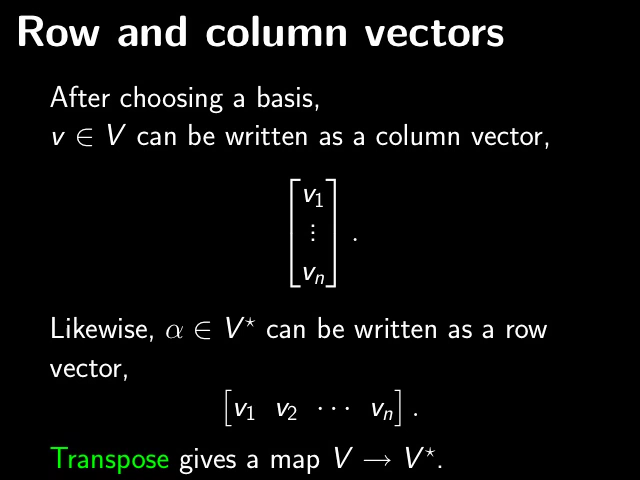 Row and column vectors
After choosing a basis,
v ∈ V can be written as a column vector,
[v₁
⋮
vₙ] .
Likewise, α ∈ V⋆ can be written as a row
vector,
[v₁ v₂ ⋯ vₙ] .
Transpose gives a map V → V⋆.